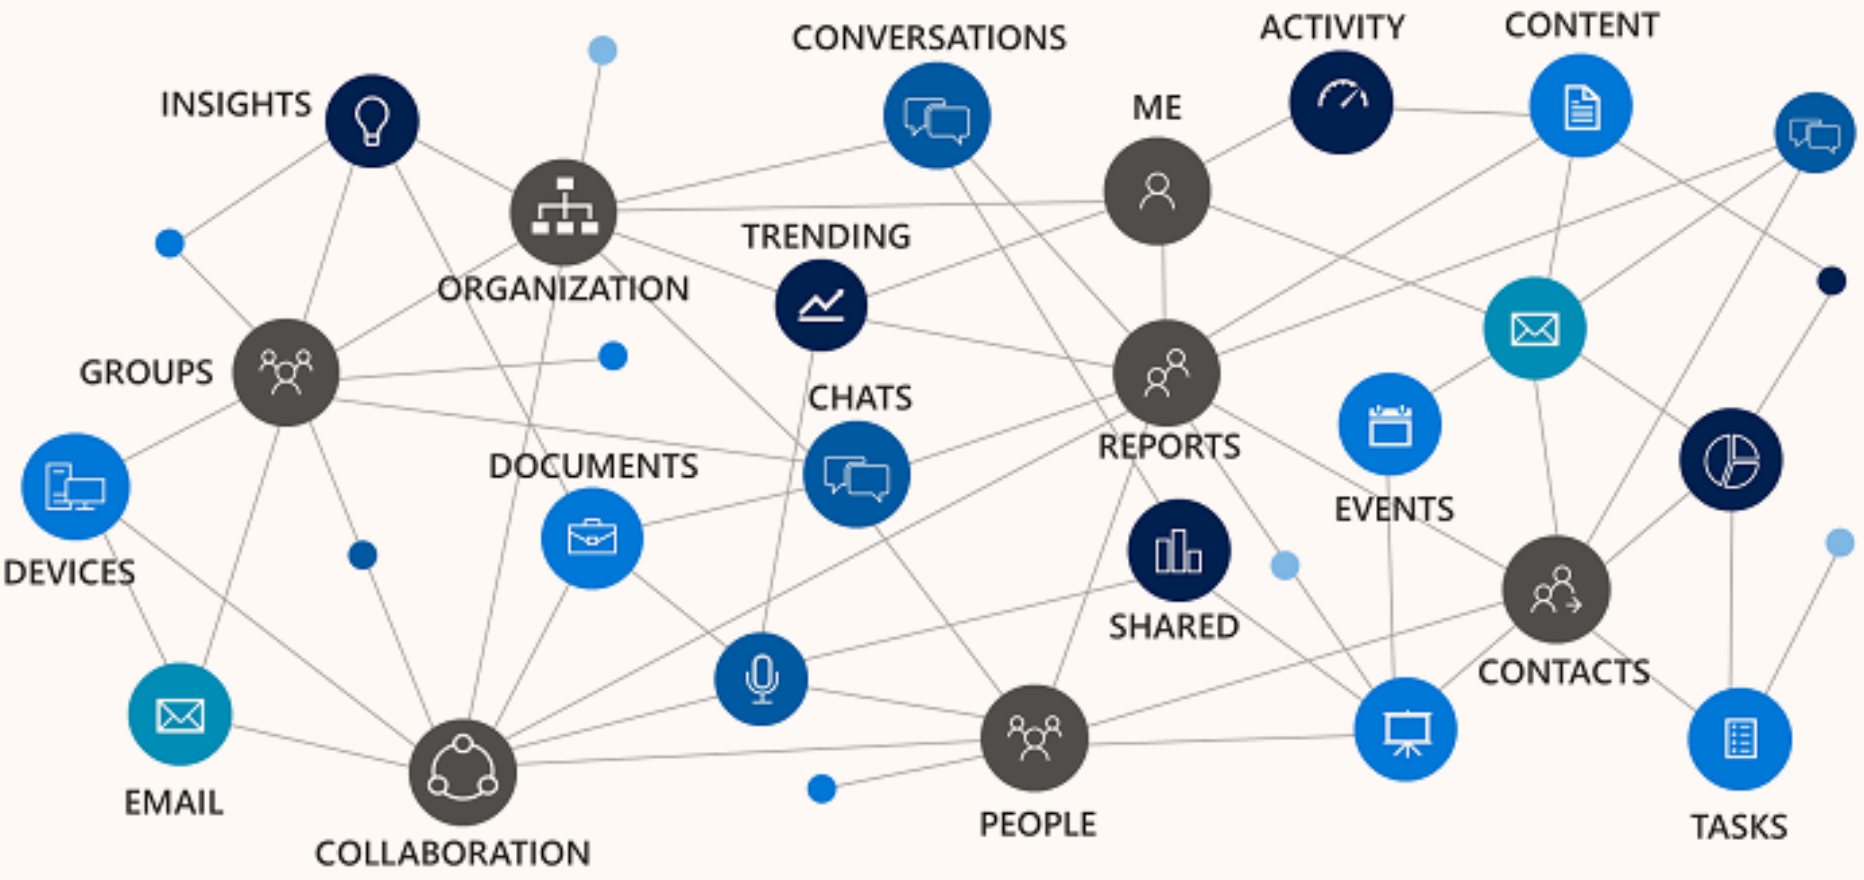 CONVERSATIONS
ACTIVITY
CONTENT
INSIGHTS
ME
TRENDING
ORGANIZATION
GROUPS
CHATS
REPORTS
DOCUMENTS
EVENTS
DEVICES
SHARED
CONTACTS
EMAIL
PEOPLE
TASKS
COLLABORATION